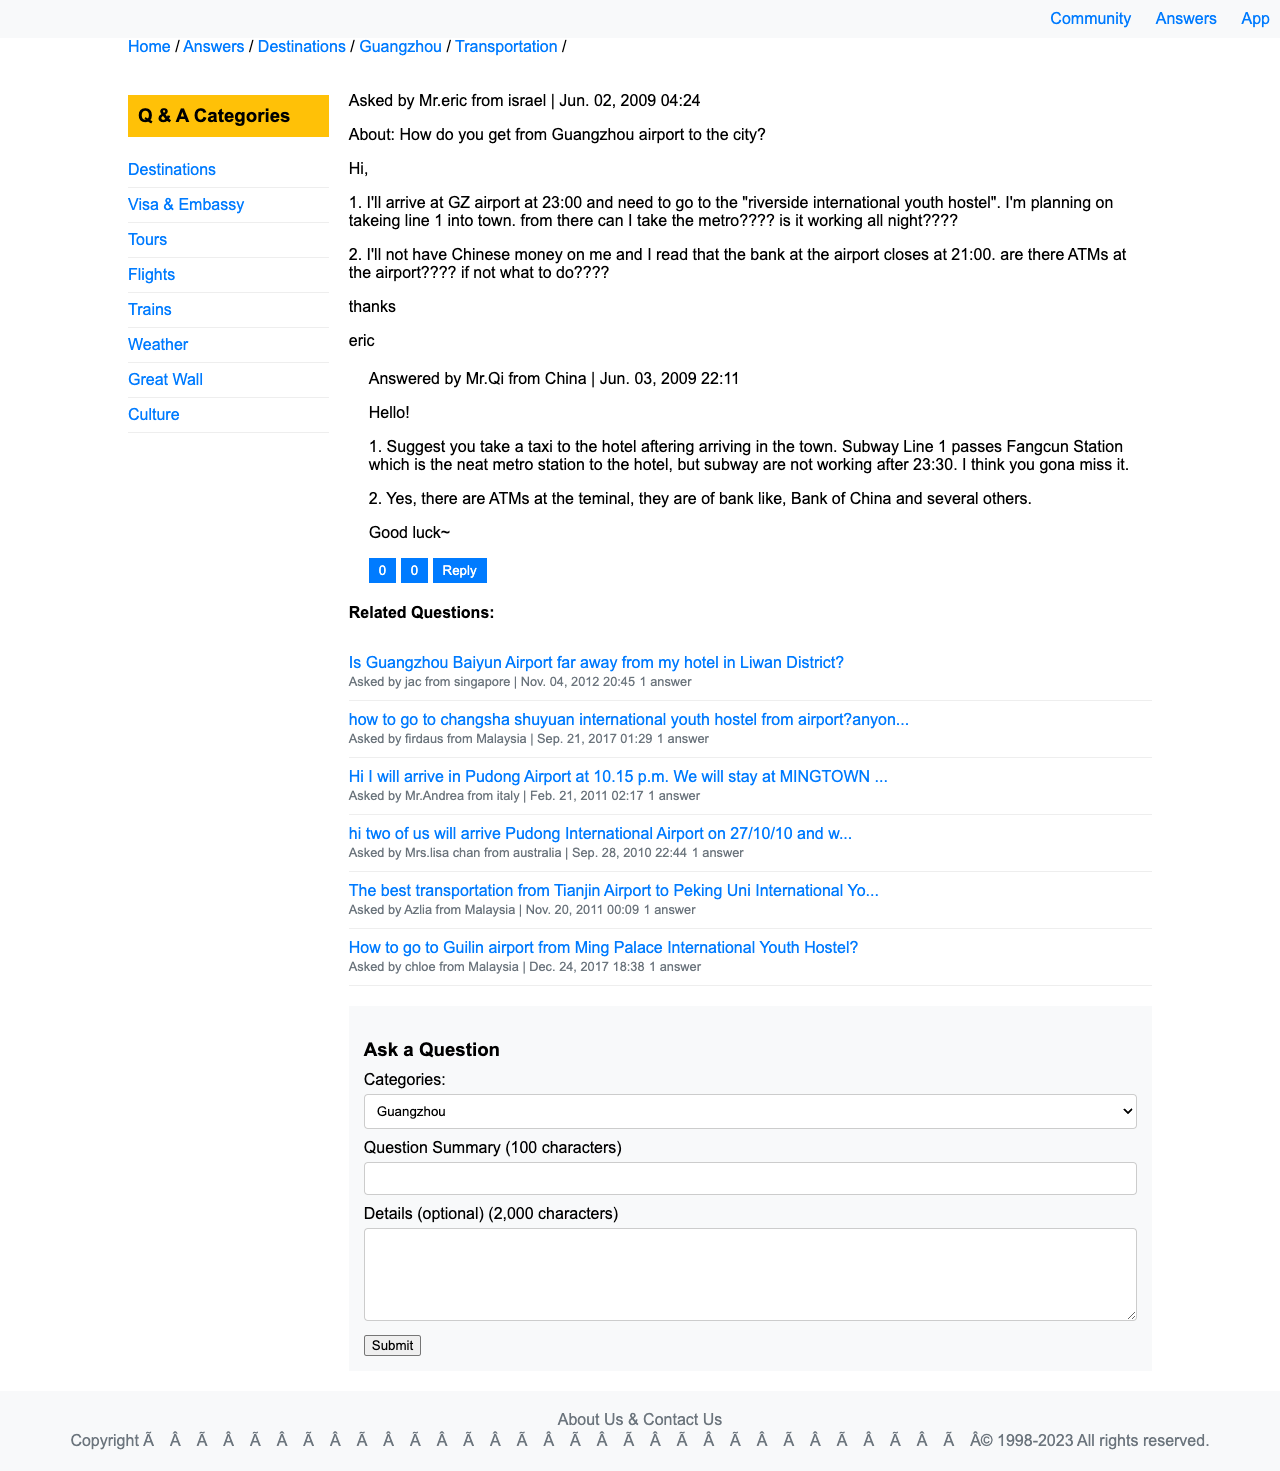 Community Answers App
Home / Answers / Destinations / Guangzhou / Transportation /
Q & A Categories
Destinations
Visa & Embassy
Tours
Flights
Trains
Weather
Great Wall
Culture
Asked by Mr.eric from israel | Jun. 02, 2009 04:24
About: How do you get from Guangzhou airport to the city?
Hi,
1. I'll arrive at GZ airport at 23:00 and need to go to the "riverside international youth hostel". I'm planning on
takeing line 1 into town. from there can I take the metro???? is it working all night????
2. I'll not have Chinese money on me and I read that the bank at the airport closes at 21:00. are there ATMs at
the airport???? if not what to do????
thanks
eric
Answered by Mr.Qi from China | Jun. 03, 2009 22:11
Hello!
1. Suggest you take a taxi to the hotel aftering arriving in the town. Subway Line 1 passes Fangcun Station
which is the neat metro station to the hotel, but subway are not working after 23:30. I think you gona miss it.
2. Yes, there are ATMs at the teminal, they are of bank like, Bank of China and several others.
Good luck~
0 0 Reply
Related Questions:
Is Guangzhou Baiyun Airport far away from my hotel in Liwan District?
Asked by jac from singapore | Nov. 04, 2012 20:45 1 answer
how to go to changsha shuyuan international youth hostel from airport?anyon...
Asked by firdaus from Malaysia | Sep. 21, 2017 01:29 1 answer
Hi I will arrive in Pudong Airport at 10.15 p.m. We will stay at MINGTOWN ...
Asked by Mr.Andrea from italy | Feb. 21, 2011 02:17 1 answer
hi two of us will arrive Pudong International Airport on 27/10/10 and w...
Asked by Mrs.lisa chan from australia | Sep. 28, 2010 22:44 1 answer
The best transportation from Tianjin Airport to Peking Uni International Yo...
Asked by Azlia from Malaysia | Nov. 20, 2011 00:09 1 answer
How to go to Guilin airport from Ming Palace International Youth Hostel?
Asked by chloe from Malaysia | Dec. 24, 2017 18:38 1 answer
Ask a Question
Categories:
Guangzhou
Question Summary (100 characters)
Details (optional) (2,000 characters)
Submit
About Us & Contact Us
Copyright Ã Â Ã Â Ã Â Ã Â Ã Â Ã Â Ã Â Ã Â Ã Â Ã Â Ã Â Ã Â Ã Â Ã Â Ã Â Ã Â© 1998-2023 All rights reserved.